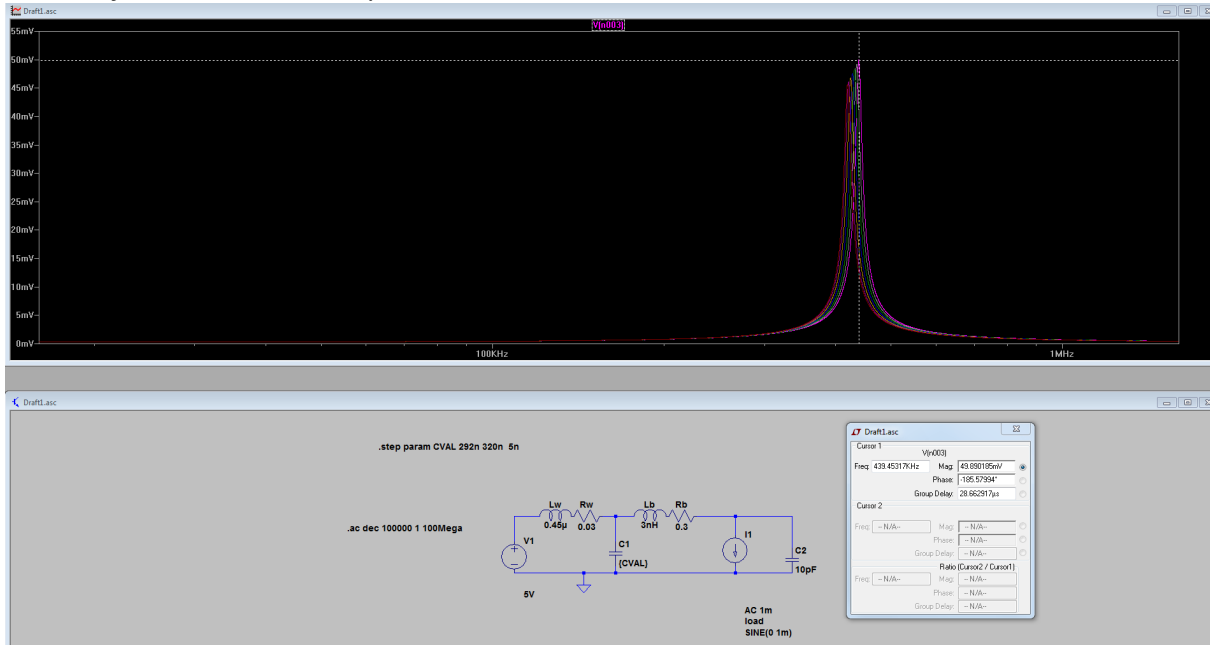 Draft1.asc
V(n003)
55mV
50mV
45mV
40mV
35mV
30mV
25mV
20mV
15mV
10mV
5mV
0mV
100KHz
1MHz
Draft1.asc
.step param CVAL 292n 320n 5n
.ac dec 100000 1 100Mega
Lw
Rw
Lb
Rb
0.45µ
0.03
3nH
0.3
V1
C1
{CVAL}
I1
C2
10pF
5V
AC 1m
load
SINE(0 1m)
Draft1.asc
Cursor 1
V(n003)
Freq: 439.45317KHz Mag: 49.890185mV
Phase: -185.57994°
Group Delay: 28.662917µs
Cursor 2
Freq: -- N/A-- Mag: -- N/A--
Phase: -- N/A--
Group Delay: -- N/A--
Ratio (Cursor2 / Cursor1)
Freq: -- N/A-- Mag: -- N/A--
Phase: -- N/A--
Group Delay: -- N/A--